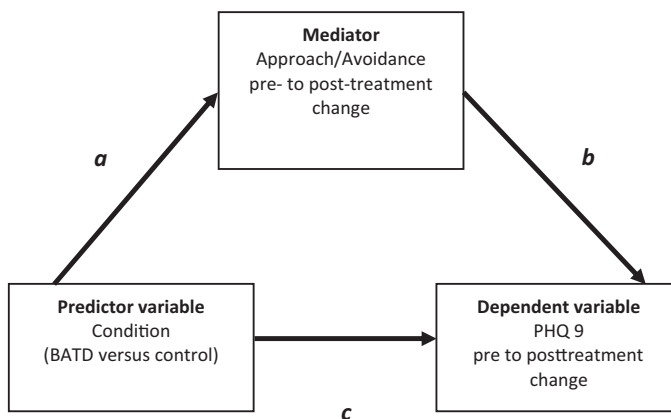 Mediator
Approach/Avoidance
pre- to post-treatment
change
a
b
Predictor variable
Condition
(BATD versus control)
Dependent variable
PHQ 9
pre to posttreatment
change
c